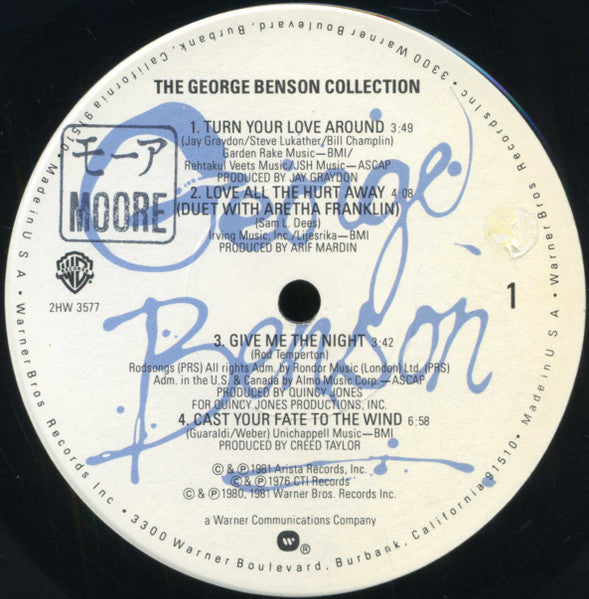 THE GEORGE BENSON COLLECTION
1. TURN YOUR LOVE AROUND 3:49
(Jay Graydon/Steve Lukather/Bill Champlin)
Garden Rake Music—BMI/
Rehtakul Veets Music/JSH Music—ASCAP
PRODUCED BY JAY GRAYDON
2. LOVE ALL THE HURT AWAY 4:08
(DUET WITH ARETHA FRANKLIN)
(Sam L. Dees)
Irving Music, Inc./Lijesrika—BMI
PRODUCED BY ARIF MARDIN
モーア
MOORE
George
Benson
2HW 3577
1
3. GIVE ME THE NIGHT 3:42
(Rod Temperton)
Rodsongs (PRS) All rights Adm. by Rondor Music (London) Ltd. (PRS)
Adm. in the U.S. & Canada by Almo Music Corp.—ASCAP
PRODUCED BY QUINCY JONES
FOR QUINCY JONES PRODUCTIONS, INC.
4. CAST YOUR FATE TO THE WIND 6:58
(Guaraldi/Weber) Unichappell Music—BMI
PRODUCED BY CREED TAYLOR
© & ℗ 1981 Arista Records, Inc.
© & ℗ 1976 CTI Records
© & ℗ 1980, 1981 Warner Bros. Records Inc.
a Warner Communications Company
®
Made in U S A • Warner Bros Records Inc • 3300 Warner Boulevard, Burbank, California 91510 •
Made in U S A • Warner Bros Records Inc • 3300 Warner Boulevard, Burbank, California 91510 •